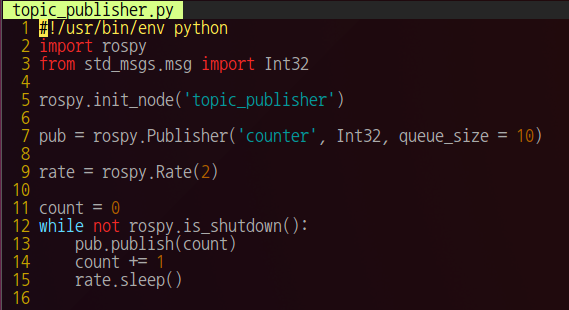 topic_publisher.py
1 #!/usr/bin/env python
2 import rospy
3 from std_msgs.msg import Int32
4
5 rospy.init_node('topic_publisher')
6
7 pub = rospy.Publisher('counter', Int32, queue_size = 10)
8
9 rate = rospy.Rate(2)
10
11 count = 0
12 while not rospy.is_shutdown():
13     pub.publish(count)
14     count += 1
15     rate.sleep()
16